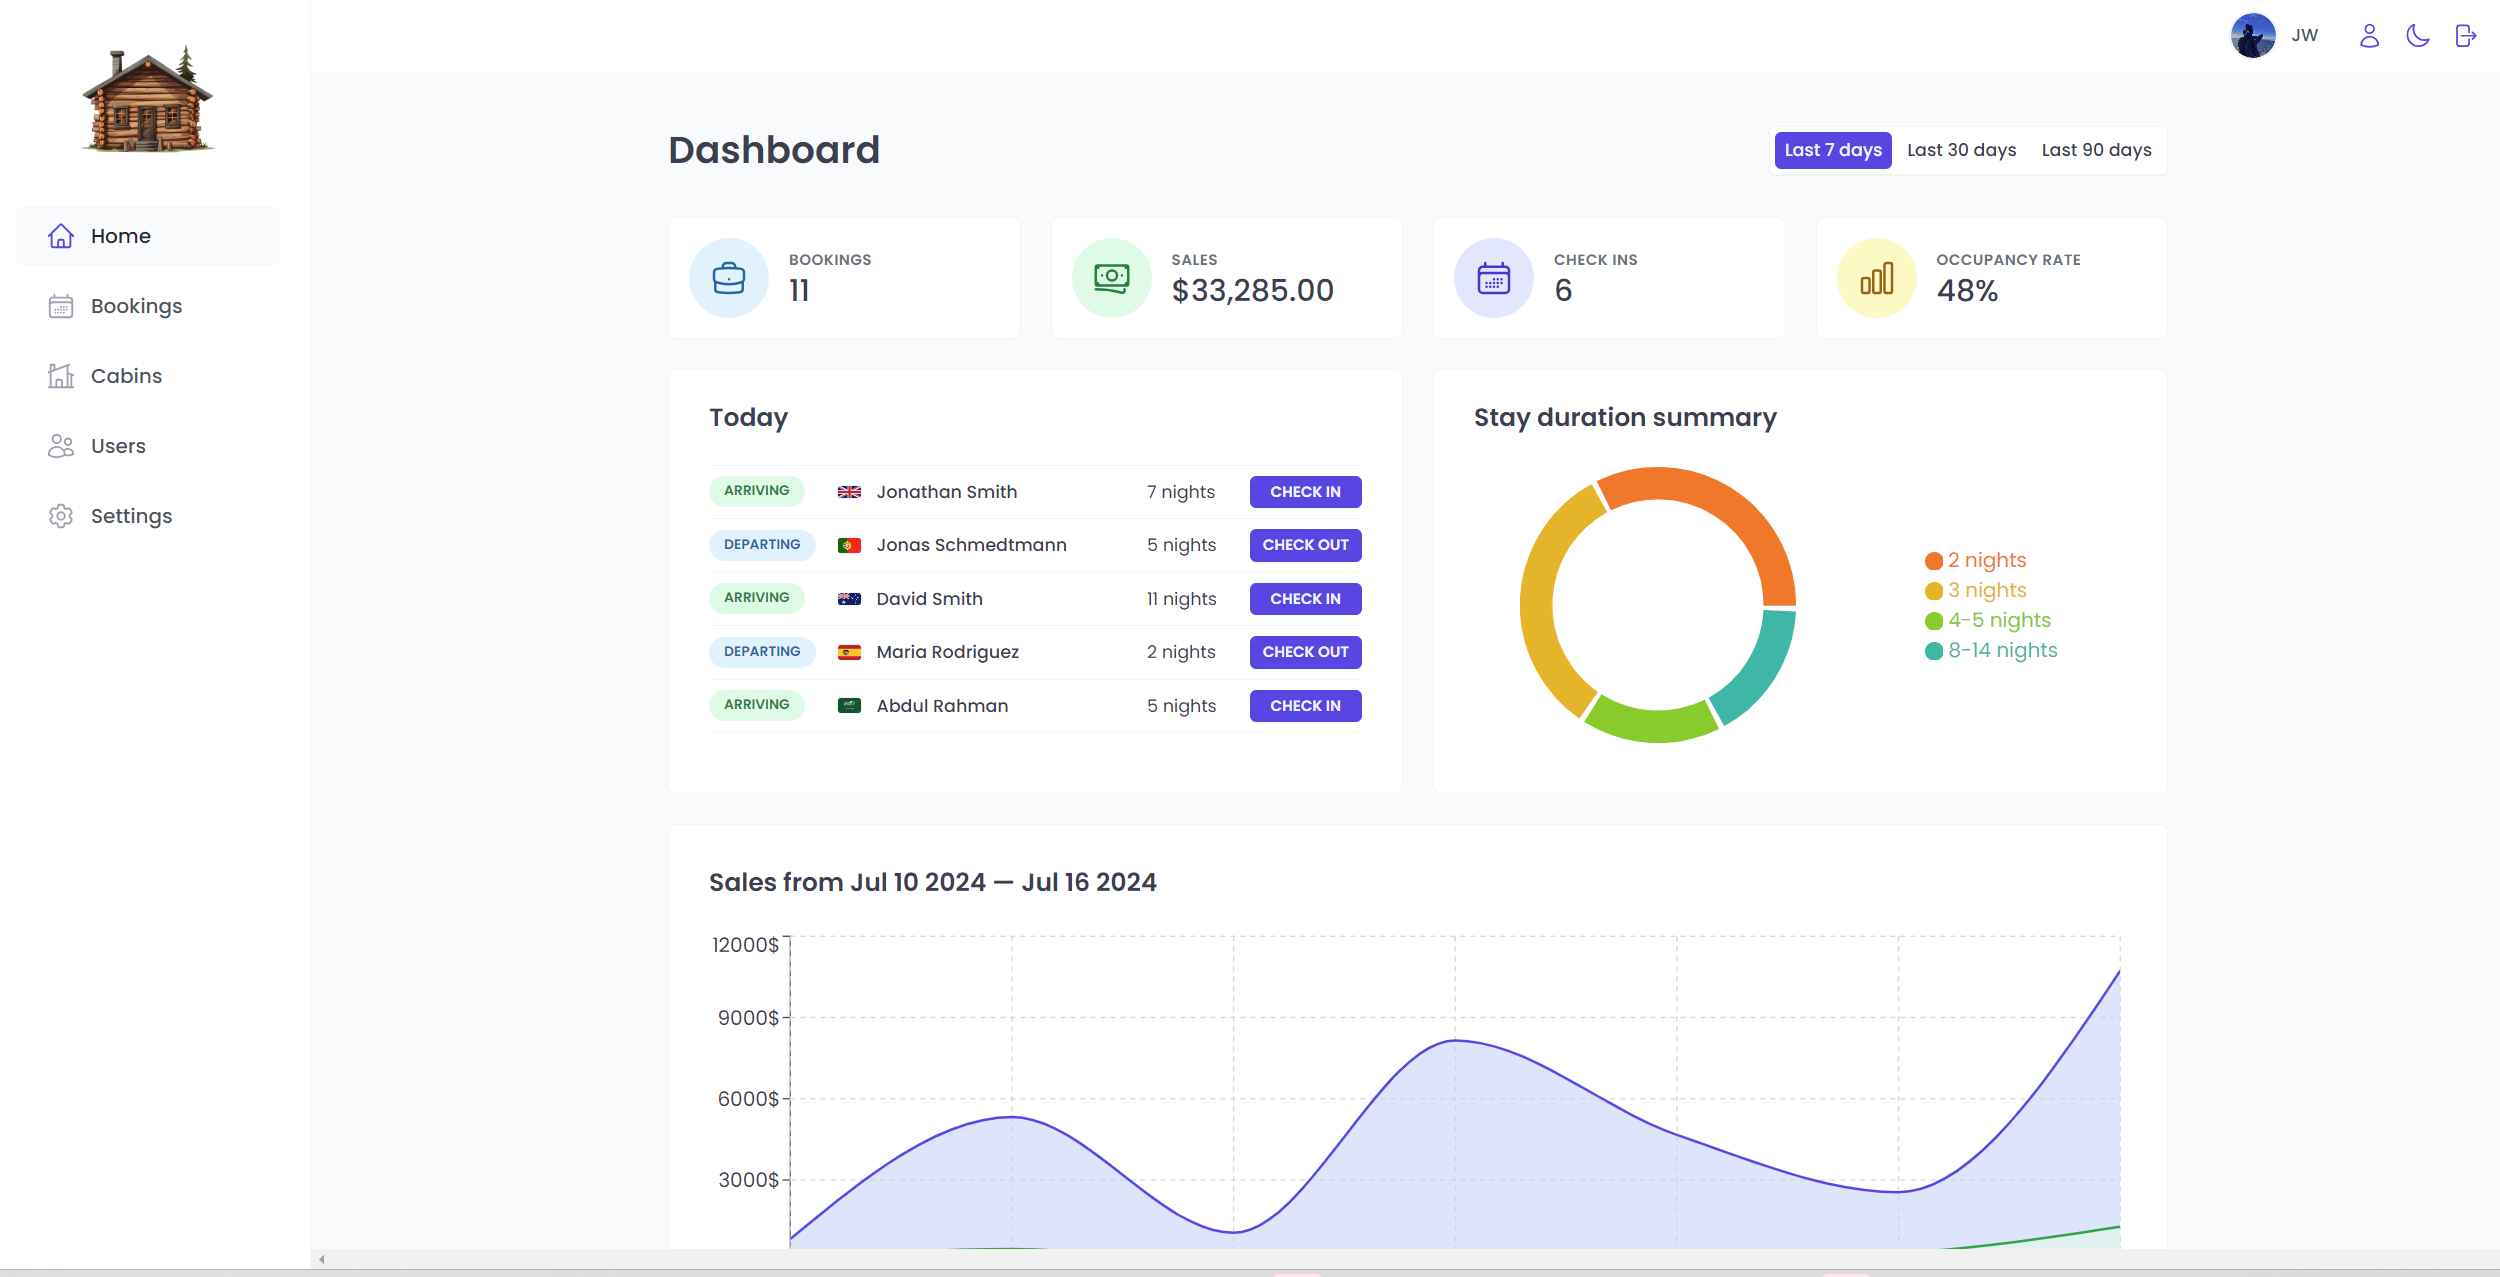 JW
Home
Bookings
Cabins
Users
Settings
Dashboard
Last 7 days Last 30 days Last 90 days
BOOKINGS
11
SALES
$33,285.00
CHECK INS
6
OCCUPANCY RATE
48%
Today
ARRIVING Jonathan Smith 7 nights CHECK IN
DEPARTING Jonas Schmedtmann 5 nights CHECK OUT
ARRIVING David Smith 11 nights CHECK IN
DEPARTING Maria Rodriguez 2 nights CHECK OUT
ARRIVING Abdul Rahman 5 nights CHECK IN
Stay duration summary
2 nights
3 nights
4-5 nights
8-14 nights
Sales from Jul 10 2024 — Jul 16 2024
12000$
9000$
6000$
3000$